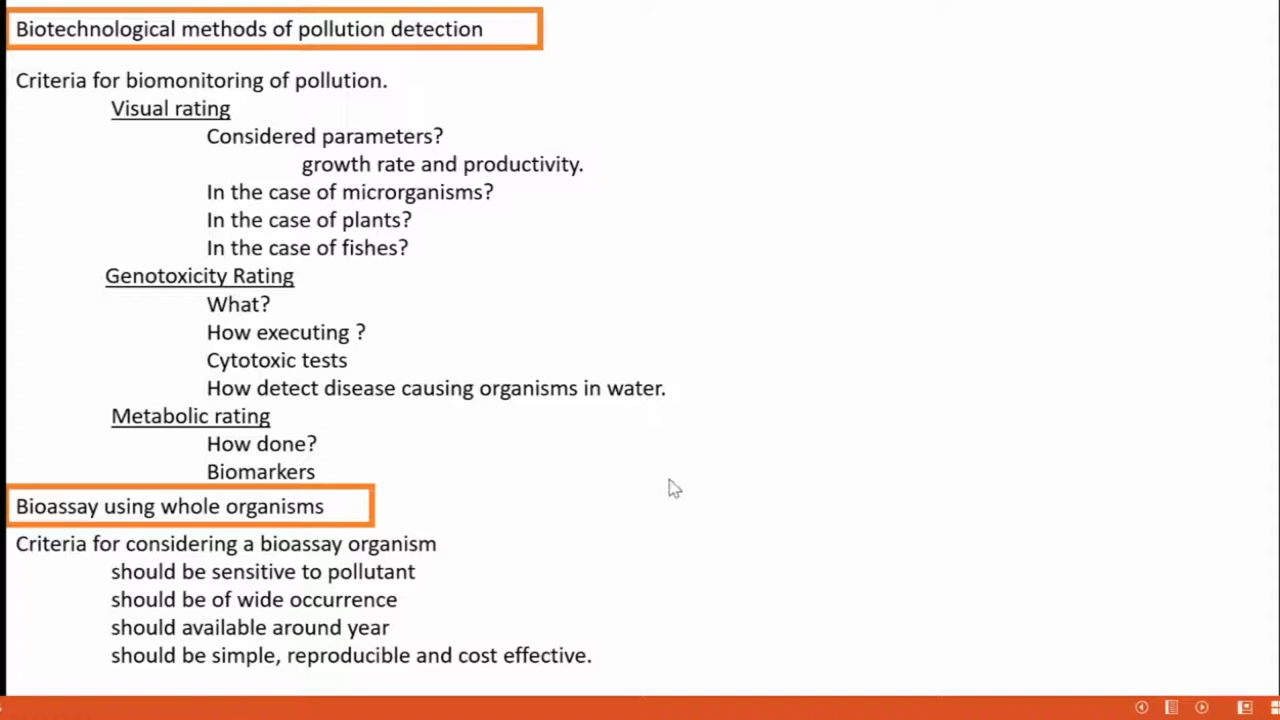 Biotechnological methods of pollution detection
Criteria for biomonitoring of pollution.
Visual rating
Considered parameters?
growth rate and productivity.
In the case of microrganisms?
In the case of plants?
In the case of fishes?
Genotoxicity Rating
What?
How executing ?
Cytotoxic tests
How detect disease causing organisms in water.
Metabolic rating
How done?
Biomarkers
Bioassay using whole organisms
Criteria for considering a bioassay organism
should be sensitive to pollutant
should be of wide occurrence
should available around year
should be simple, reproducible and cost effective.